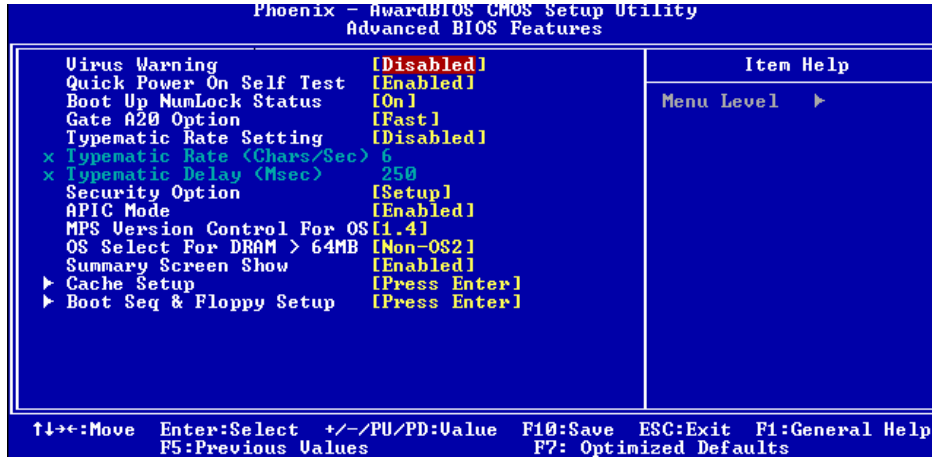 Phoenix - AwardBIOS CMOS Setup Utility
Advanced BIOS Features
Virus Warning [Disabled]
Quick Power On Self Test [Enabled]
Boot Up NumLock Status [On]
Gate A20 Option [Fast]
Typematic Rate Setting [Disabled]
x Typematic Rate (Chars/Sec) 6
x Typematic Delay (Msec) 250
Security Option [Setup]
APIC Mode [Enabled]
MPS Version Control For OS[1.4]
OS Select For DRAM > 64MB [Non-OS2]
Summary Screen Show [Enabled]
▶ Cache Setup [Press Enter]
▶ Boot Seq & Floppy Setup [Press Enter]
Item Help
Menu Level ▶
↑↓→←:Move Enter:Select +/-/PU/PD:Value F10:Save ESC:Exit F1:General Help
F5:Previous Values F7: Optimized Defaults